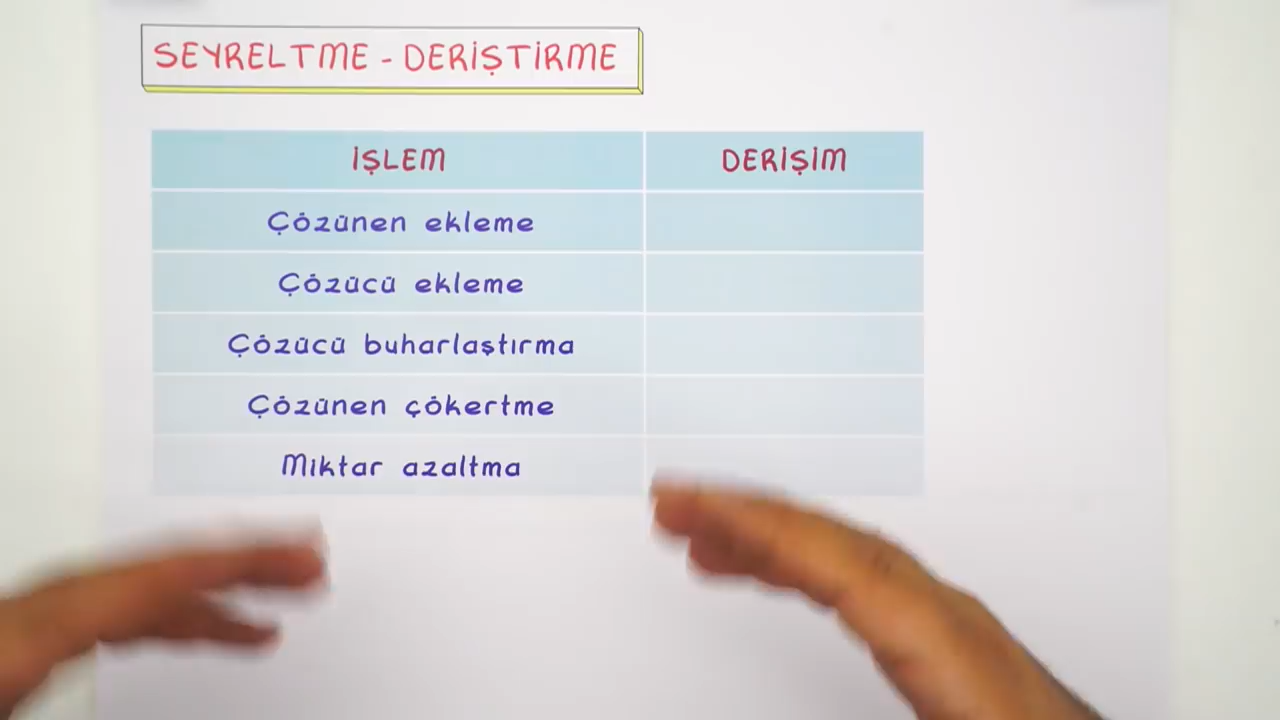 SEYRELTME - DERİŞTİRME
İŞLEM DERİŞİM
Çözünen ekleme
Çözücü ekleme
Çözücü buharlaştırma
Çözünen çökertme
Miktar azaltma